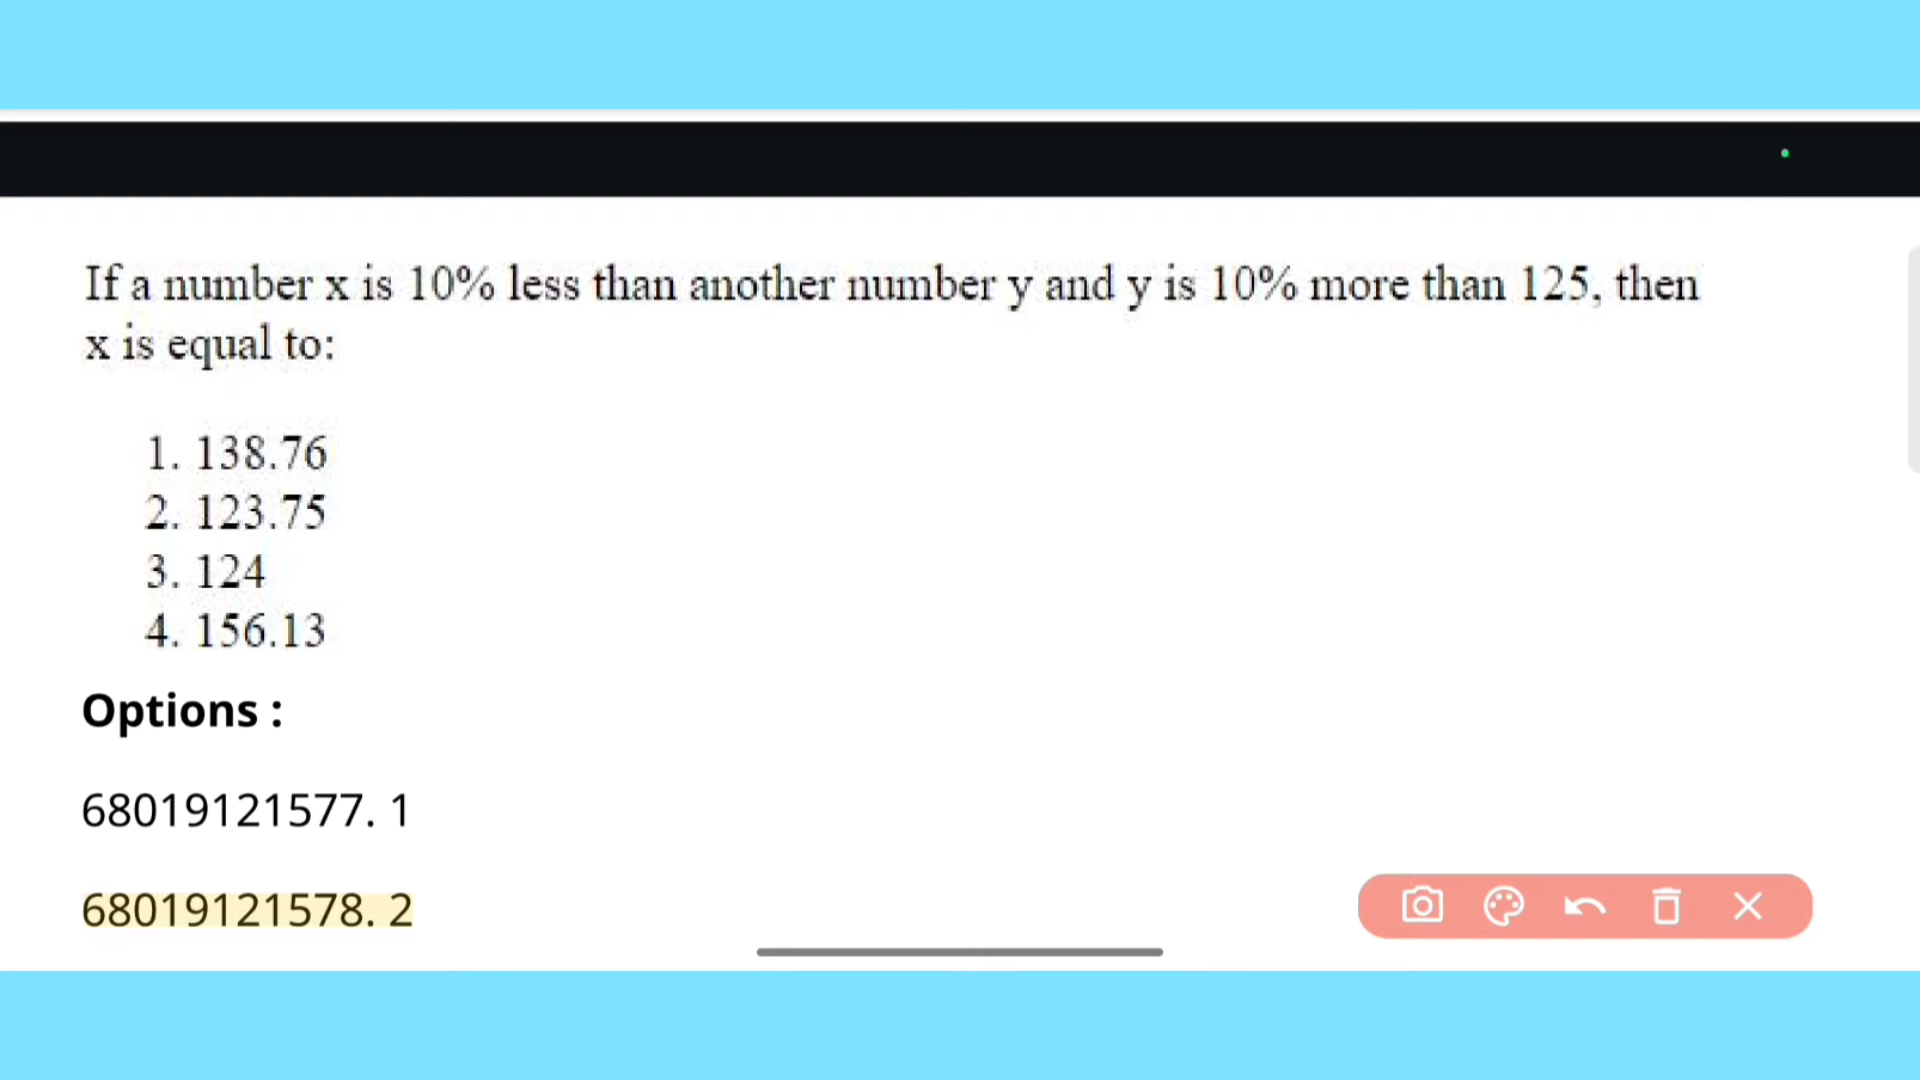 If a number x is 10% less than another number y and y is 10% more than 125, then
x is equal to:
1. 138.76
2. 123.75
3. 124
4. 156.13
Options :
68019121577. 1
68019121578. 2